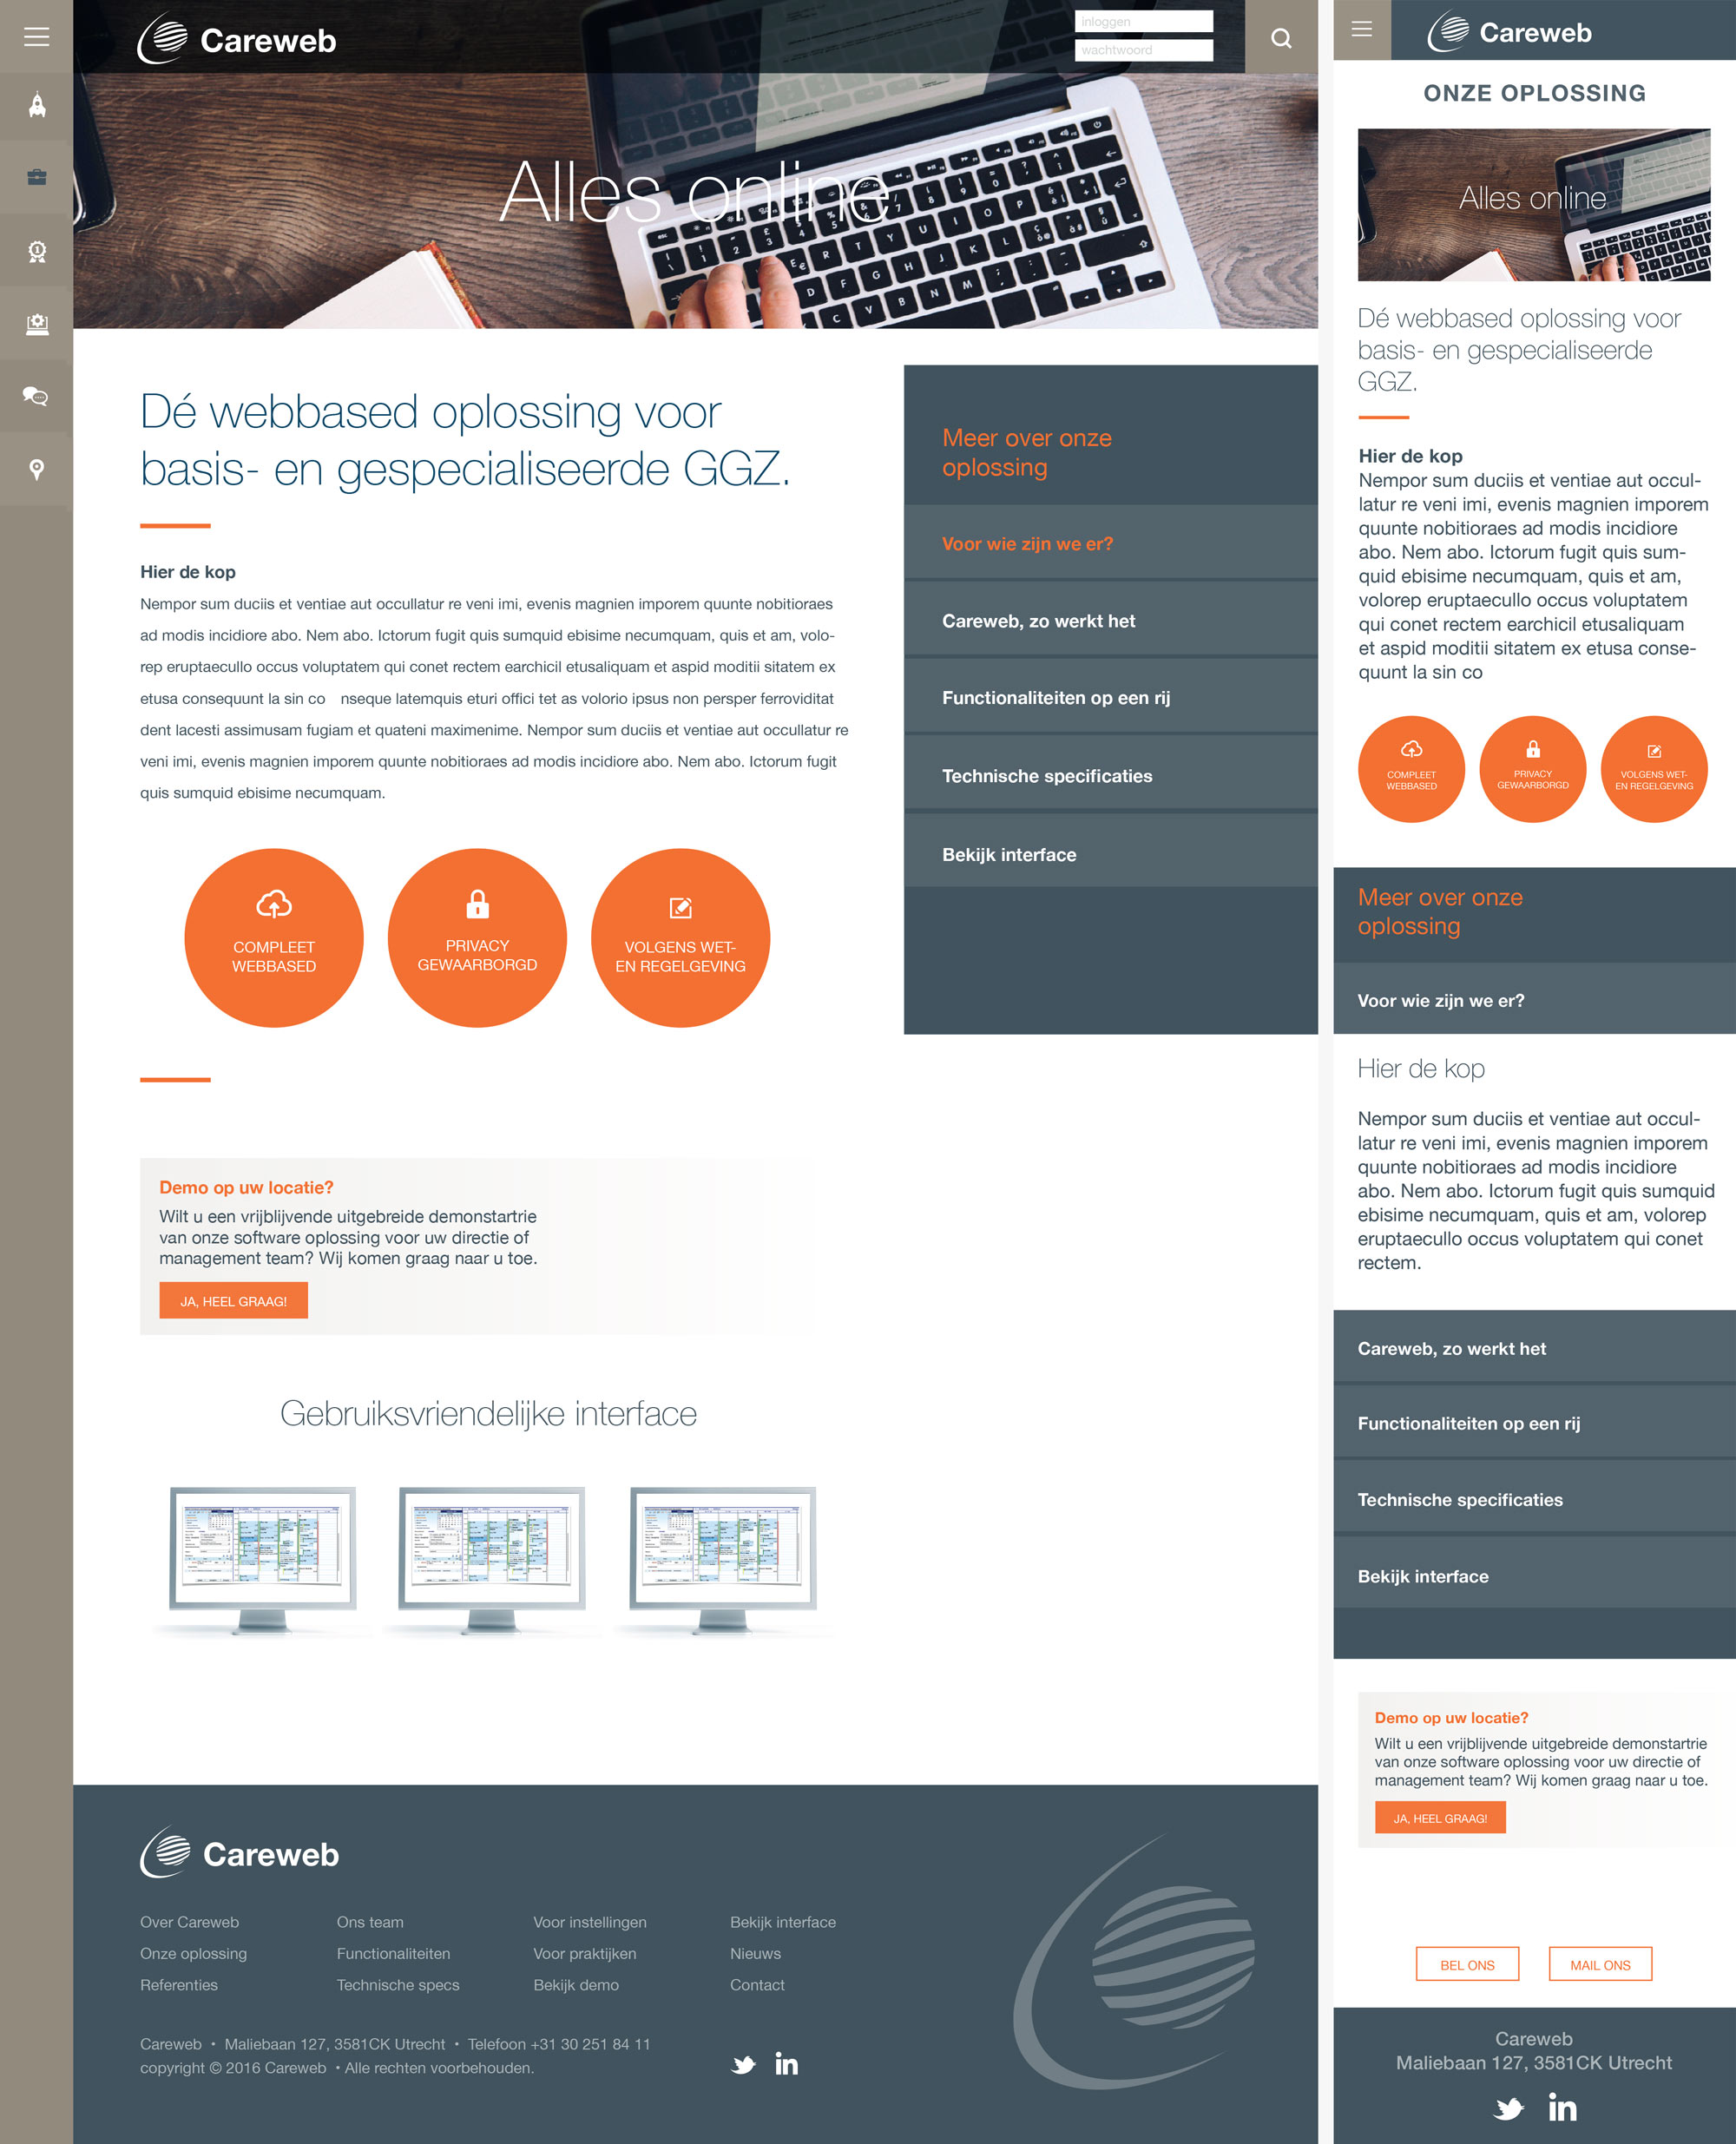 Careweb
inloggen
wachtwoord
Alles online
Dé webbased oplossing voor
basis- en gespecialiseerde GGZ.
Hier de kop
Nempor sum duciis et ventiae aut occullatur re veni imi, evenis magnien imporem quunte nobitioraes
ad modis incidiore abo. Nem abo. Ictorum fugit quis sumquid ebisime necumquam, quis et am, volo-
rep eruptaecullo occus voluptatem qui conet rectem earchicil etusaliquam et aspid moditii sitatem ex
etusa consequunt la sin co nseque latemquis eturi offici tet as volorio ipsus non persper ferroviditat
dent lacesti assimusam fugiam et quateni maximenime. Nempor sum duciis et ventiae aut occullatur re
veni imi, evenis magnien imporem quunte nobitioraes ad modis incidiore abo. Nem abo. Ictorum fugit
quis sumquid ebisime necumquam.
COMPLEET
WEBBASED
PRIVACY
GEWAARBORGD
VOLGENS WET-
EN REGELGEVING
Meer over onze
oplossing
Voor wie zijn we er?
Careweb, zo werkt het
Functionaliteiten op een rij
Technische specificaties
Bekijk interface
Demo op uw locatie?
Wilt u een vrijblijvende uitgebreide demonstartrie
van onze software oplossing voor uw directie of
management team? Wij komen graag naar u toe.
JA, HEEL GRAAG!
Gebruiksvriendelijke interface
Careweb
Over Careweb
Onze oplossing
Referenties
Ons team
Functionaliteiten
Technische specs
Voor instellingen
Voor praktijken
Bekijk demo
Bekijk interface
Nieuws
Contact
Careweb • Maliebaan 127, 3581CK Utrecht • Telefoon +31 30 251 84 11
copyright © 2016 Careweb • Alle rechten voorbehouden.
in
Careweb
ONZE OPLOSSING
Alles online
Dé webbased oplossing voor
basis- en gespecialiseerde
GGZ.
Hier de kop
Nempor sum duciis et ventiae aut occul-
latur re veni imi, evenis magnien imporem
quunte nobitioraes ad modis incidiore
abo. Nem abo. Ictorum fugit quis sum-
quid ebisime necumquam, quis et am,
volorep eruptaecullo occus voluptatem
qui conet rectem earchicil etusaliquam
et aspid moditii sitatem ex etusa conse-
quunt la sin co
COMPLEET
WEBBASED
PRIVACY
GEWAARBORGD
VOLGENS WET-
EN REGELGEVING
Meer over onze
oplossing
Voor wie zijn we er?
Hier de kop
Nempor sum duciis et ventiae aut occul-
latur re veni imi, evenis magnien imporem
quunte nobitioraes ad modis incidiore
abo. Nem abo. Ictorum fugit quis sumquid
ebisime necumquam, quis et am, volorep
eruptaecullo occus voluptatem qui conet
rectem.
Careweb, zo werkt het
Functionaliteiten op een rij
Technische specificaties
Bekijk interface
Demo op uw locatie?
Wilt u een vrijblijvende uitgebreide demonstartrie
van onze software oplossing voor uw directie of
management team? Wij komen graag naar u toe.
JA, HEEL GRAAG!
BEL ONS
MAIL ONS
Careweb
Maliebaan 127, 3581CK Utrecht
in